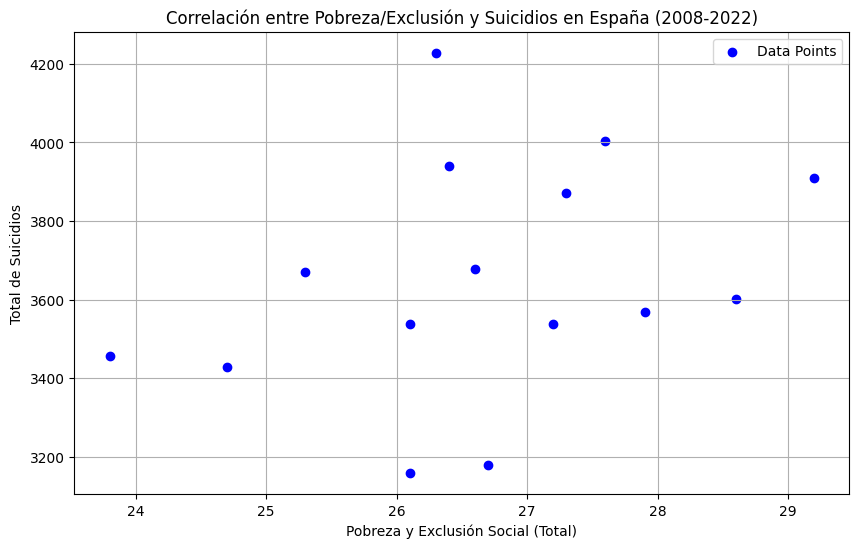 Correlación entre Pobreza/Exclusión y Suicidios en España (2008-2022)
Data Points
Total de Suicidios
4200
4000
3800
3600
3400
3200
24 25 26 27 28 29
Pobreza y Exclusión Social (Total)